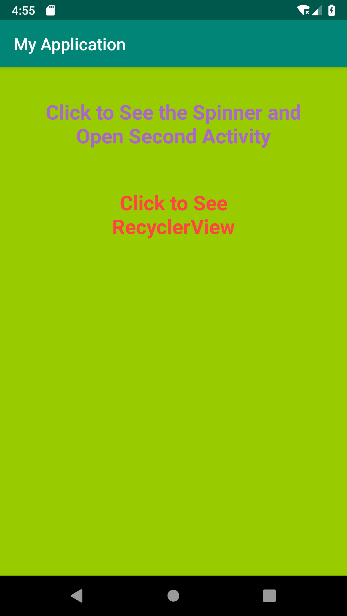 4:55
My Application
Click to See the Spinner and
Open Second Activity
Click to See
RecyclerView